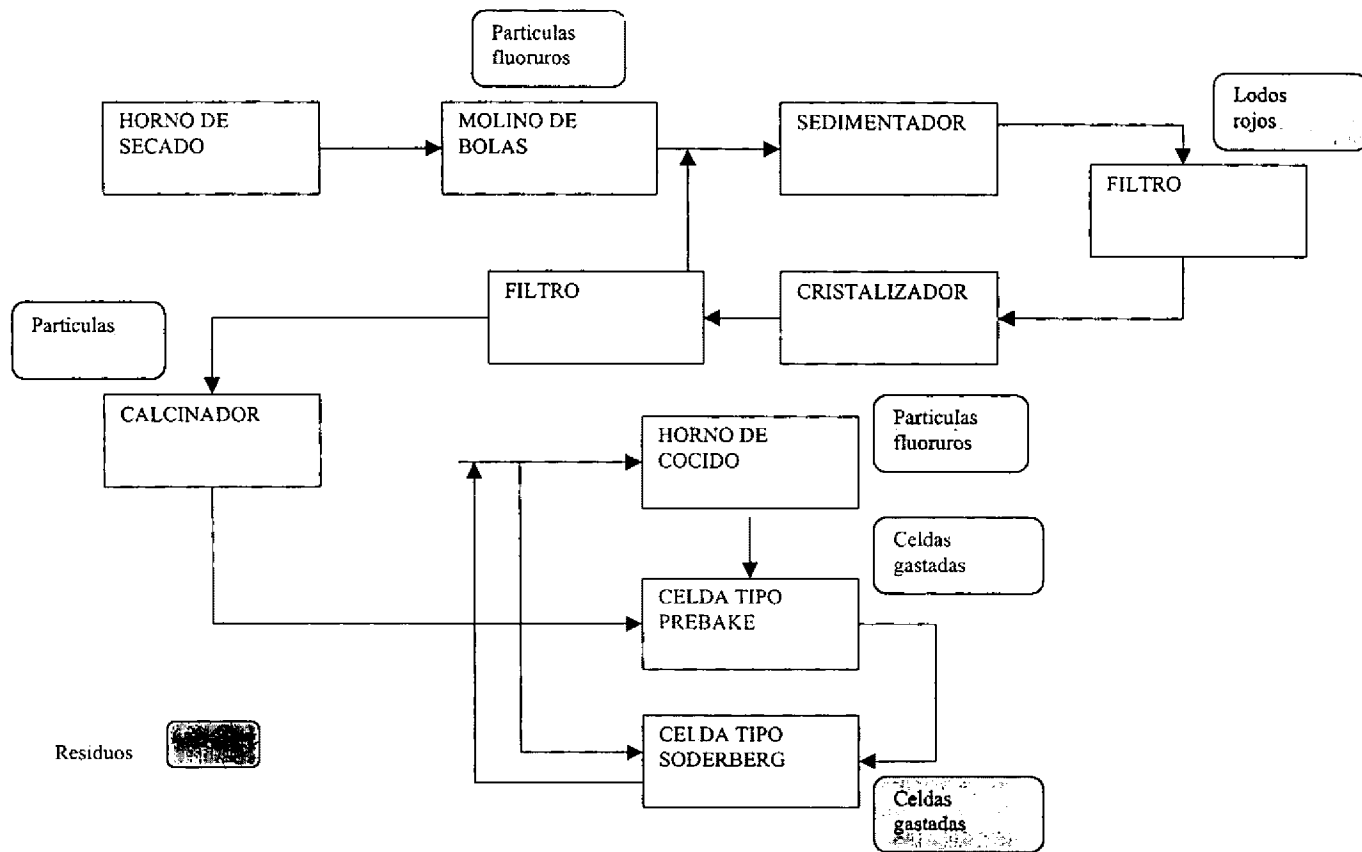 Particulas
fluoruros
HORNO DE
SECADO
MOLINO DE
BOLAS
SEDIMENTADOR
Lodos
rojos
FILTRO
FILTRO
CRISTALIZADOR
Particulas
CALCINADOR
HORNO DE
COCIDO
Particulas
fluoruros
Celdas
gastadas
CELDA TIPO
PREBAKE
CELDA TIPO
SODERBERG
Residuos
Celdas
gastadas